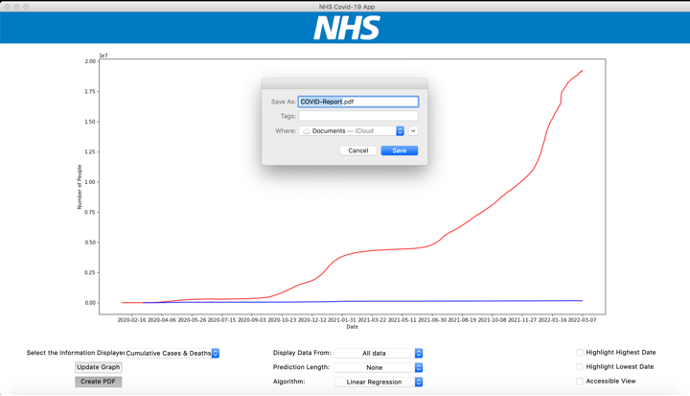 NHS Covid-19 App
NHS
1e7
2.00
1.75
1.50
1.25
1.00
0.75
0.50
0.25
0.00
Number of People
2020-02-16 2020-04-06 2020-05-26 2020-07-15 2020-09-03 2020-10-23 2020-12-12 2021-01-31 2021-03-22 2021-05-11 2021-06-30 2021-08-19 2021-10-08 2021-11-27 2022-01-16 2022-03-07
Date
Save As: COVID-Report.pdf
Tags:
Where: Documents — iCloud
Cancel Save
Select the Information Displayed Cumulative Cases & Deaths
Update Graph
Create PDF
Display Data From: All data
Prediction Length: None
Algorithm: Linear Regression
Highlight Highest Date
Highlight Lowest Date
Accessible View